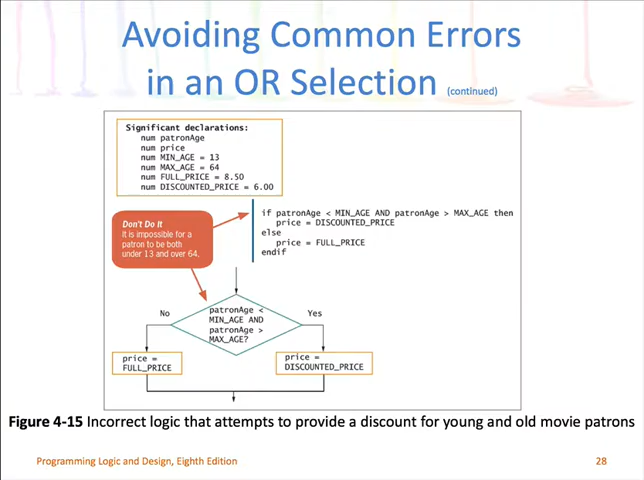 Avoiding Common Errors
in an OR Selection (continued)
Significant declarations:
num patronAge
num price
num MIN_AGE = 13
num MAX_AGE = 64
num FULL_PRICE = 8.50
num DISCOUNTED_PRICE = 6.00
Don't Do It
It is impossible for a
patron to be both
under 13 and over 64.
if patronAge < MIN_AGE AND patronAge > MAX_AGE then
price = DISCOUNTED_PRICE
else
price = FULL_PRICE
endif
No
patronAge <
MIN_AGE AND
patronAge >
MAX_AGE?
Yes
price =
FULL_PRICE
price =
DISCOUNTED_PRICE
Figure 4-15 Incorrect logic that attempts to provide a discount for young and old movie patrons
Programming Logic and Design, Eighth Edition
28